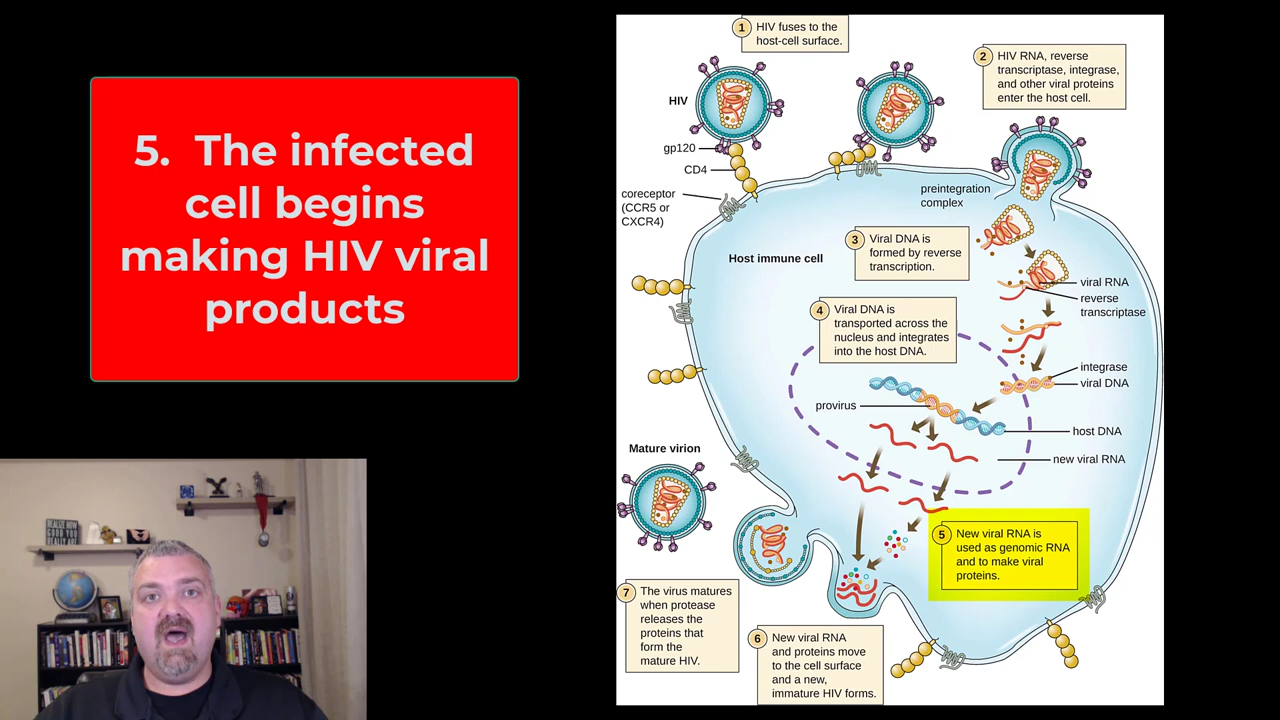 5. The infected
cell begins
making HIV viral
products
1 HIV fuses to the
host-cell surface.
2 HIV RNA, reverse
transcriptase, integrase,
and other viral proteins
enter the host cell.
HIV
gp120
CD4
coreceptor
(CCR5 or
CXCR4)
preintegration
complex
Host immune cell
3 Viral DNA is
formed by reverse
transcription.
viral RNA
reverse
transcriptase
4 Viral DNA is
transported across the
nucleus and integrates
into the host DNA.
integrase
viral DNA
provirus
host DNA
new viral RNA
Mature virion
5 New viral RNA is
used as genomic RNA
and to make viral
proteins.
7 The virus matures
when protease
releases the
proteins that
form the
mature HIV.
6 New viral RNA
and proteins move
to the cell surface
and a new,
immature HIV forms.
REALIZE HOW
GOOD YOU
REALLY ARE